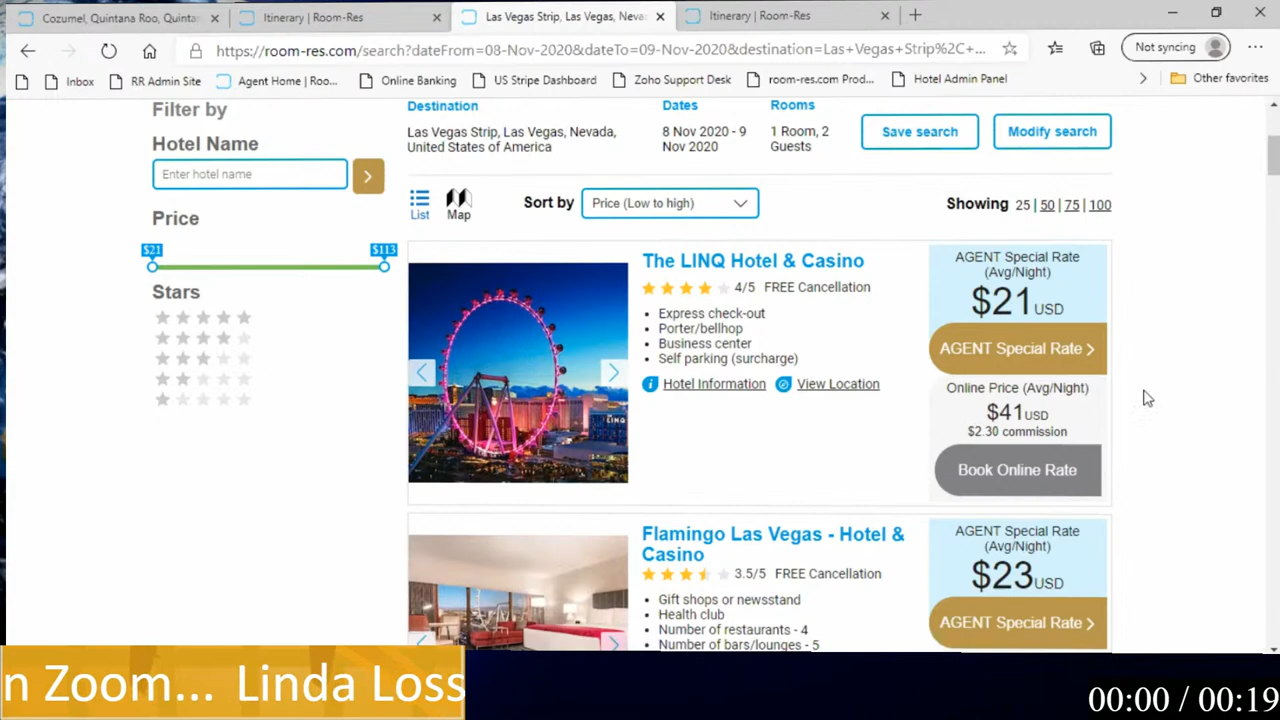 Cozumel, Quintana Roo, Quinta
Itinerary | Room-Res
Las Vegas Strip, Las Vegas, Neva
Itinerary | Room-Res
https://room-res.com/search?dateFrom=08-Nov-2020&dateTo=09-Nov-2020&destination=Las+Vegas+Strip%2C+...
Not syncing
Inbox
RR Admin Site
Agent Home | Roo...
Online Banking
US Stripe Dashboard
Zoho Support Desk
room-res.com Prod...
Hotel Admin Panel
Other favorites
Filter by
Hotel Name
Enter hotel name
Price
$21
$113
Stars
Destination
Las Vegas Strip, Las Vegas, Nevada,
United States of America
Dates
8 Nov 2020 - 9
Nov 2020
Rooms
1 Room, 2
Guests
Save search
Modify search
List
Map
Sort by
Price (Low to high)
Showing 25 | 50 | 75 | 100
The LINQ Hotel & Casino
4/5 FREE Cancellation
• Express check-out
• Porter/bellhop
• Business center
• Self parking (surcharge)
Hotel Information
View Location
LINQ
AGENT Special Rate
(Avg/Night)
$21 USD
AGENT Special Rate >
Online Price (Avg/Night)
$41 USD
$2.30 commission
Book Online Rate
Flamingo Las Vegas - Hotel &
Casino
3.5/5 FREE Cancellation
• Gift shops or newsstand
• Health club
• Number of restaurants - 4
• Number of bars/lounges - 5
AGENT Special Rate
(Avg/Night)
$23 USD
AGENT Special Rate >
n Zoom... Linda Loss
00:00 / 00:19